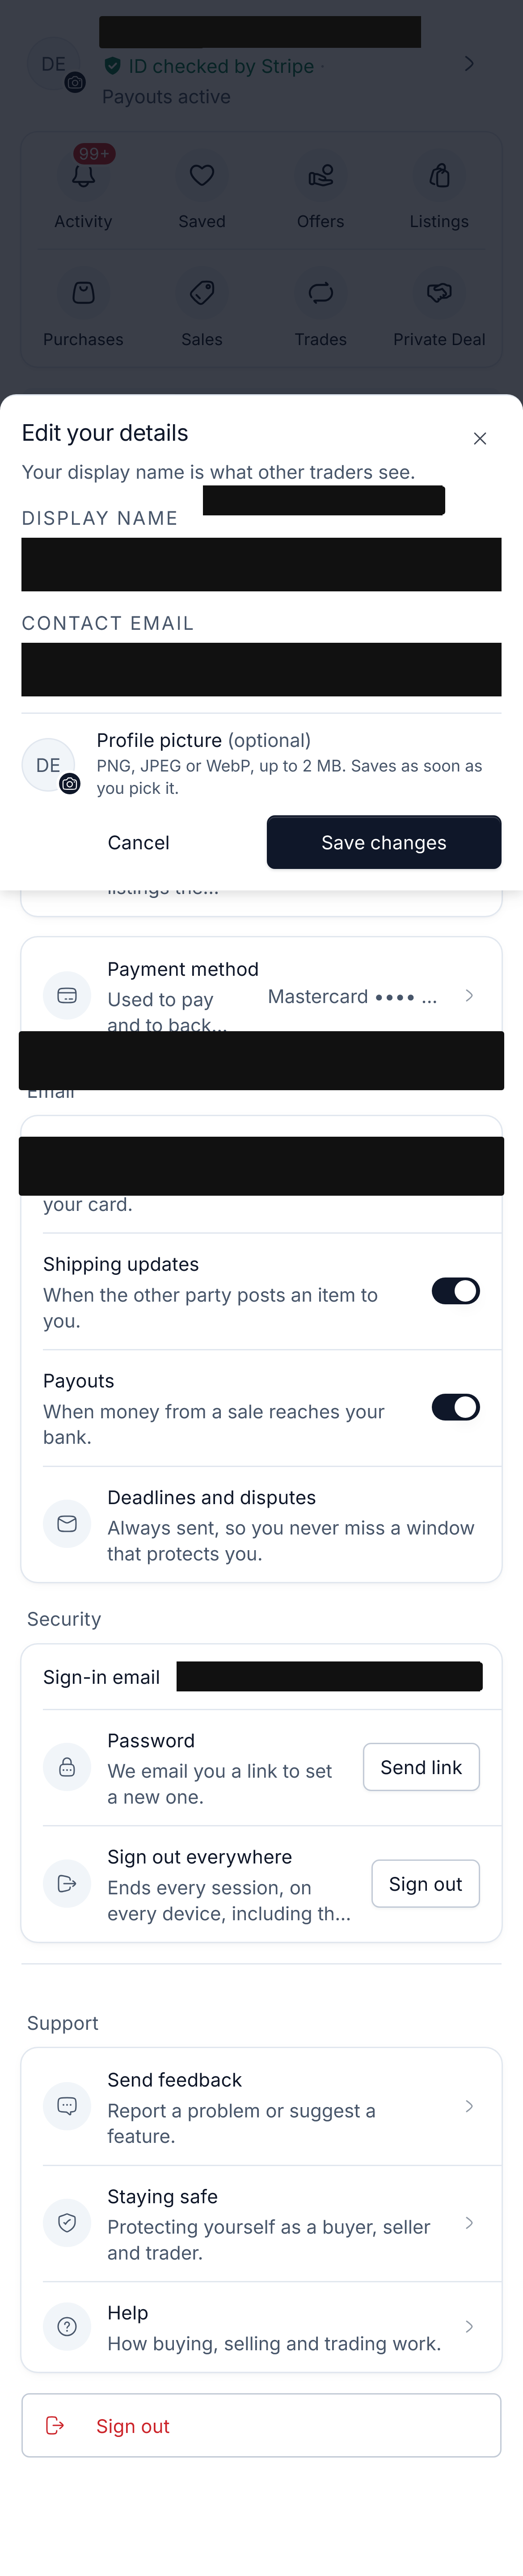 DE
ID checked by Stripe ·
Payouts active
99+
Activity
Saved
Offers
Listings
Purchases
Sales
Trades
Private Deal
Edit your details
Your display name is what other traders see.
DISPLAY NAME
CONTACT EMAIL
DE
Profile picture (optional)
PNG, JPEG or WebP, up to 2 MB. Saves as soon as
you pick it.
Cancel
Save changes
listings the...
Payment method
Used to pay
and to back...
Mastercard •••• ...
Email
your card.
Shipping updates
When the other party posts an item to
you.
Payouts
When money from a sale reaches your
bank.
Deadlines and disputes
Always sent, so you never miss a window
that protects you.
Security
Sign-in email
Password
We email you a link to set
a new one.
Send link
Sign out everywhere
Ends every session, on
every device, including th...
Sign out
Support
Send feedback
Report a problem or suggest a
feature.
Staying safe
Protecting yourself as a buyer, seller
and trader.
Help
How buying, selling and trading work.
Sign out